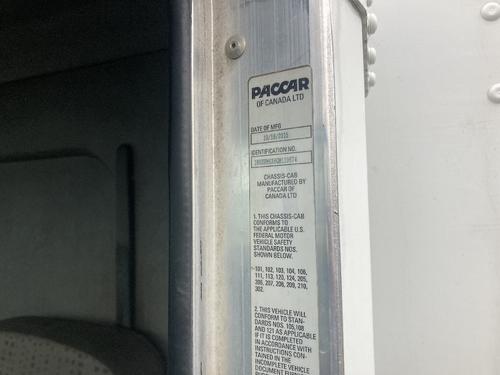 PACCAR
OF CANADA LTD
DATE OF MFG
IDENTIFICATION NO.
CHASSIS-CAB
MANUFACTURED BY
PACCAR OF
CANADA LTD
1. THIS CHASSIS-CAB
CONFORMS TO
THE APPLICABLE U.S.
FEDERAL MOTOR
VEHICLE SAFETY
STANDARDS NOS.
SHOWN BELOW.
101, 102, 103, 104, 106,
111, 113, 120, 124, 205,
206, 207, 208, 209, 210,
302.
2. THIS VEHICLE WILL
CONFORM TO STAN-
DARDS NOS. 105,108
AND 121 AS APPLICABLE
IF IT IS COMPLETED
IN ACCORDANCE WITH
INSTRUCTIONS CON-
TAINED IN THE
INCOMPLETE VEHICLE